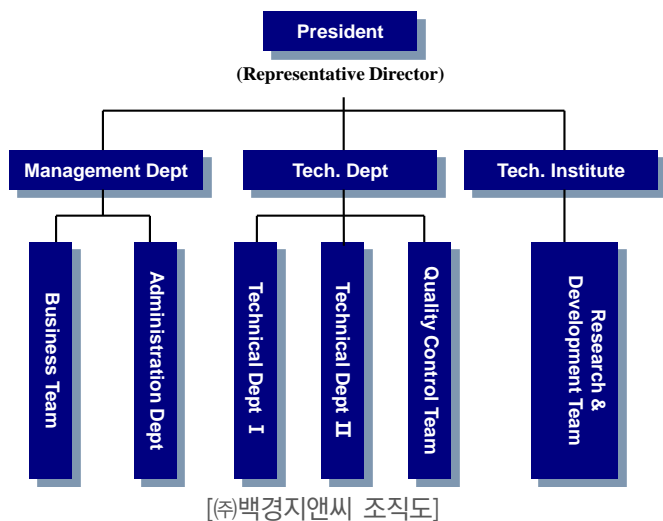 President
(Representative Director)
Management Dept
Tech. Dept
Tech. Institute
Business Team
Administration Dept
Technical Dept Ⅰ
Technical Dept Ⅱ
Quality Control Team
Research &
Development Team
[㈜백경지앤씨 조직도]